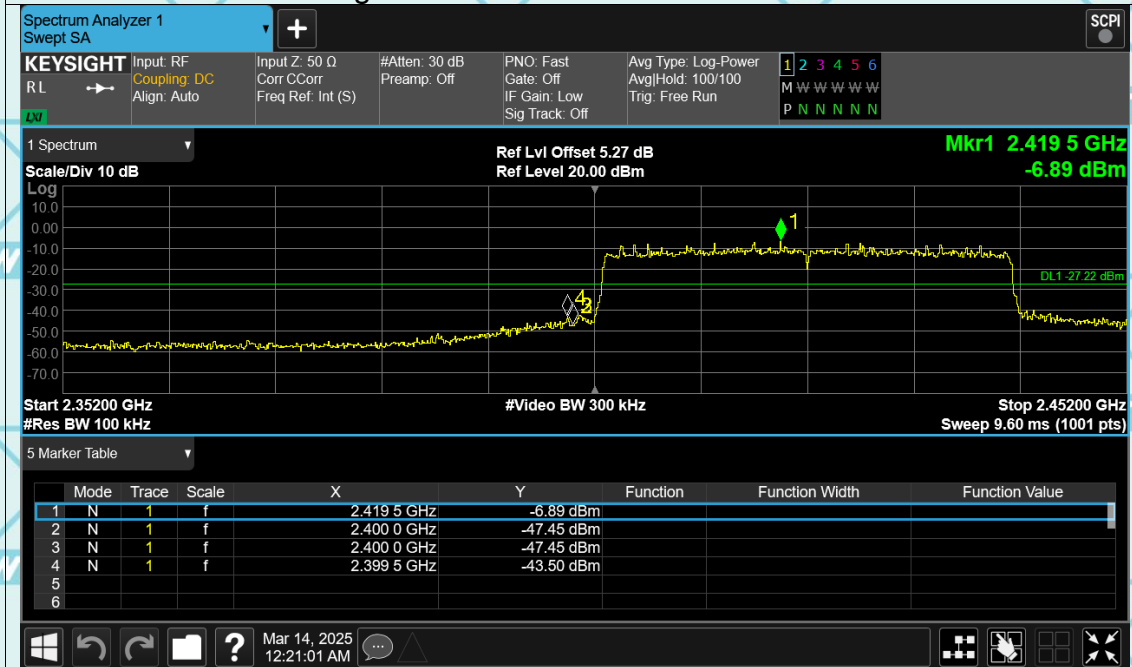 Spectrum Analyzer 1
Swept SA
SCPI
KEYSIGHT Input: RF Input Z: 50 Ω #Atten: 30 dB PNO: Fast Avg Type: Log-Power 1 2 3 4 5 6
RL Coupling: DC Corr CCorr Preamp: Off Gate: Off Avg|Hold: 100/100 M W W W W W W
Align: Auto Freq Ref: Int (S) IF Gain: Low Trig: Free Run P N N N N N N
LXI Sig Track: Off
1 Spectrum Ref Lvl Offset 5.27 dB Mkr1 2.419 5 GHz
Scale/Div 10 dB Ref Level 20.00 dBm -6.89 dBm
Log
10.0
0.00 1
-10.0
-20.0
DL1 -27.22 dBm
-30.0
4
-40.0
-50.0
-60.0
-70.0
Start 2.35200 GHz #Video BW 300 kHz Stop 2.45200 GHz
#Res BW 100 kHz Sweep 9.60 ms (1001 pts)
5 Marker Table
Mode Trace Scale X Y Function Function Width Function Value
1 N 1 f 2.419 5 GHz -6.89 dBm
2 N 1 f 2.400 0 GHz -47.45 dBm
3 N 1 f 2.400 0 GHz -47.45 dBm
4 N 1 f 2.399 5 GHz -43.50 dBm
5
6
? Mar 14, 2025
12:21:01 AM